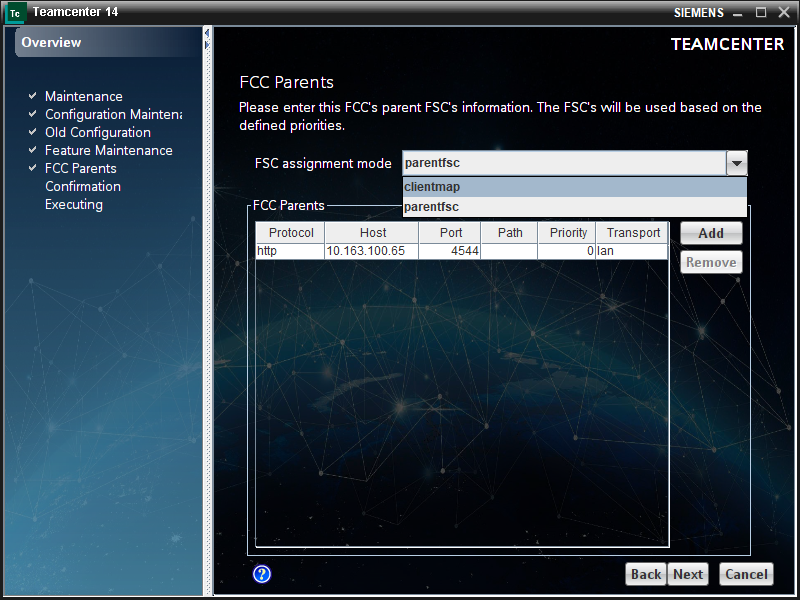 Tc Teamcenter 14 SIEMENS
Overview
TEAMCENTER
Maintenance
Configuration Maintena
Old Configuration
Feature Maintenance
FCC Parents
Confirmation
Executing
FCC Parents
Please enter this FCC's parent FSC's information. The FSC's will be used based on the
defined priorities.
FSC assignment mode parentfsc
clientmap
parentfsc
FCC Parents
Protocol Host Port Path Priority Transport
http 10.163.100.65 4544 0 lan
Add
Remove
?
Back Next Cancel